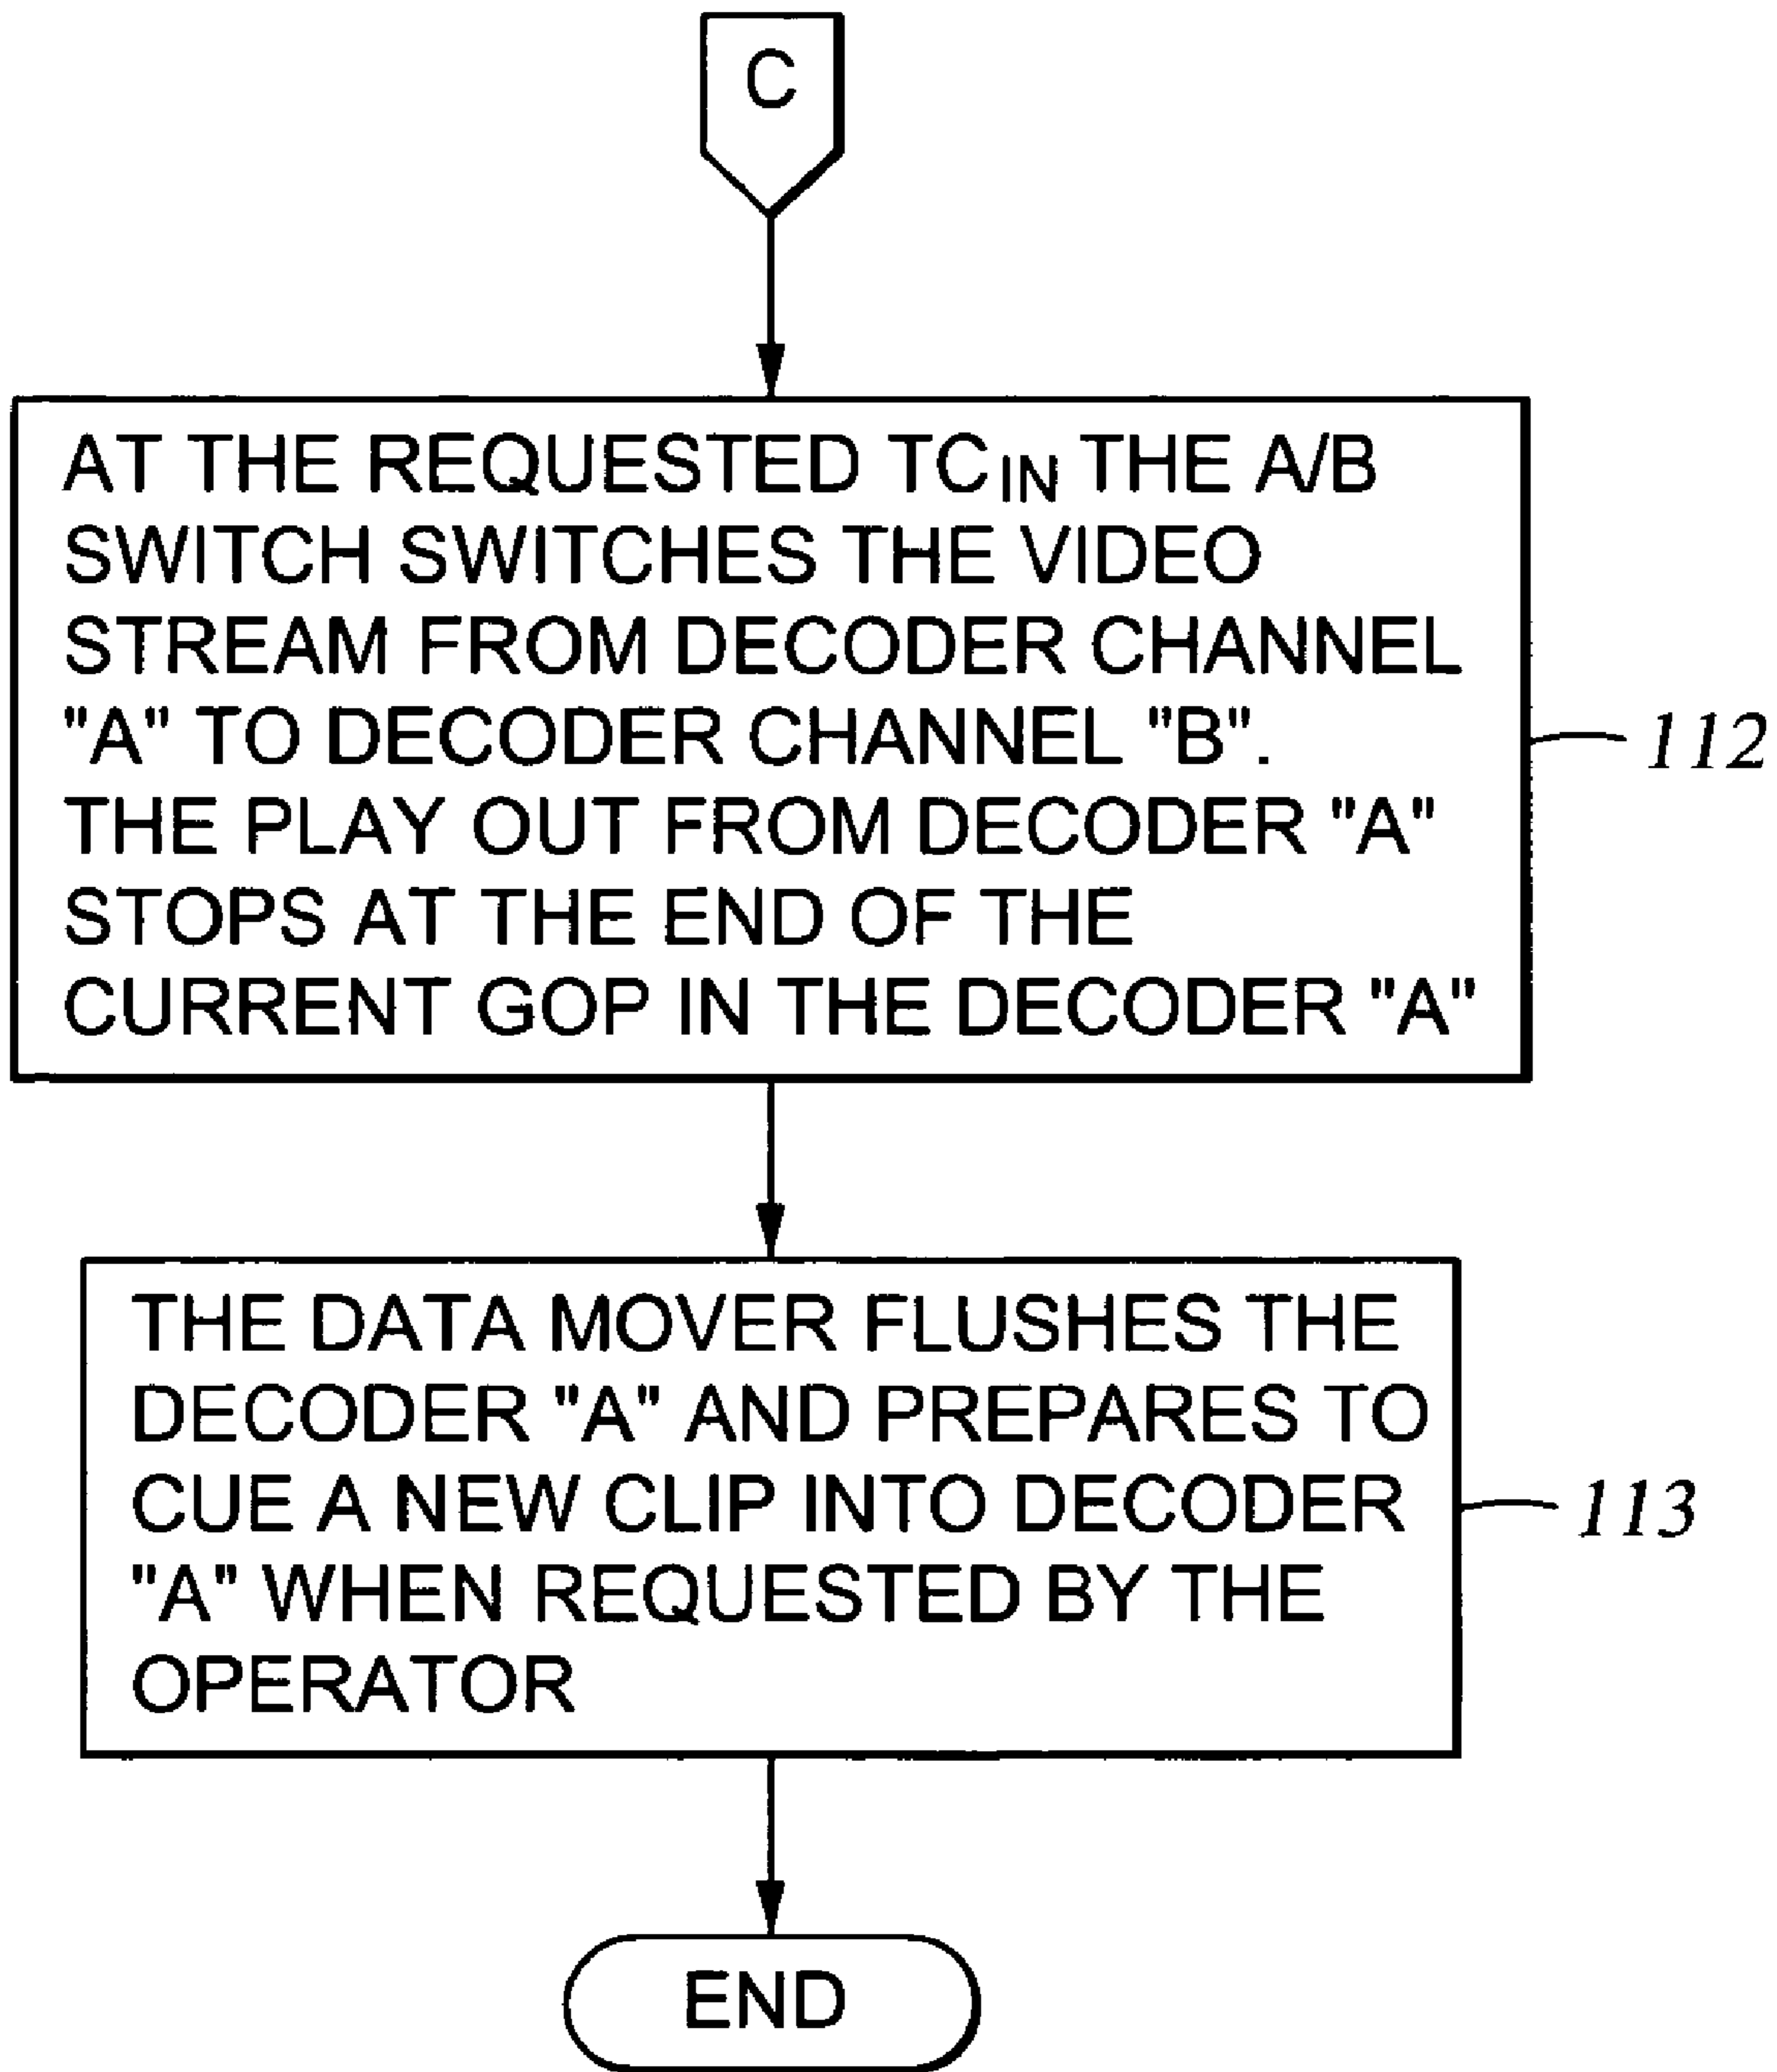 C
AT THE REQUESTED TCIN THE A/B
SWITCH SWITCHES THE VIDEO
STREAM FROM DECODER CHANNEL
"A" TO DECODER CHANNEL "B".
THE PLAY OUT FROM DECODER "A"
STOPS AT THE END OF THE
CURRENT GOP IN THE DECODER "A"
112
THE DATA MOVER FLUSHES THE
DECODER "A" AND PREPARES TO
CUE A NEW CLIP INTO DECODER
"A" WHEN REQUESTED BY THE
OPERATOR
113
END